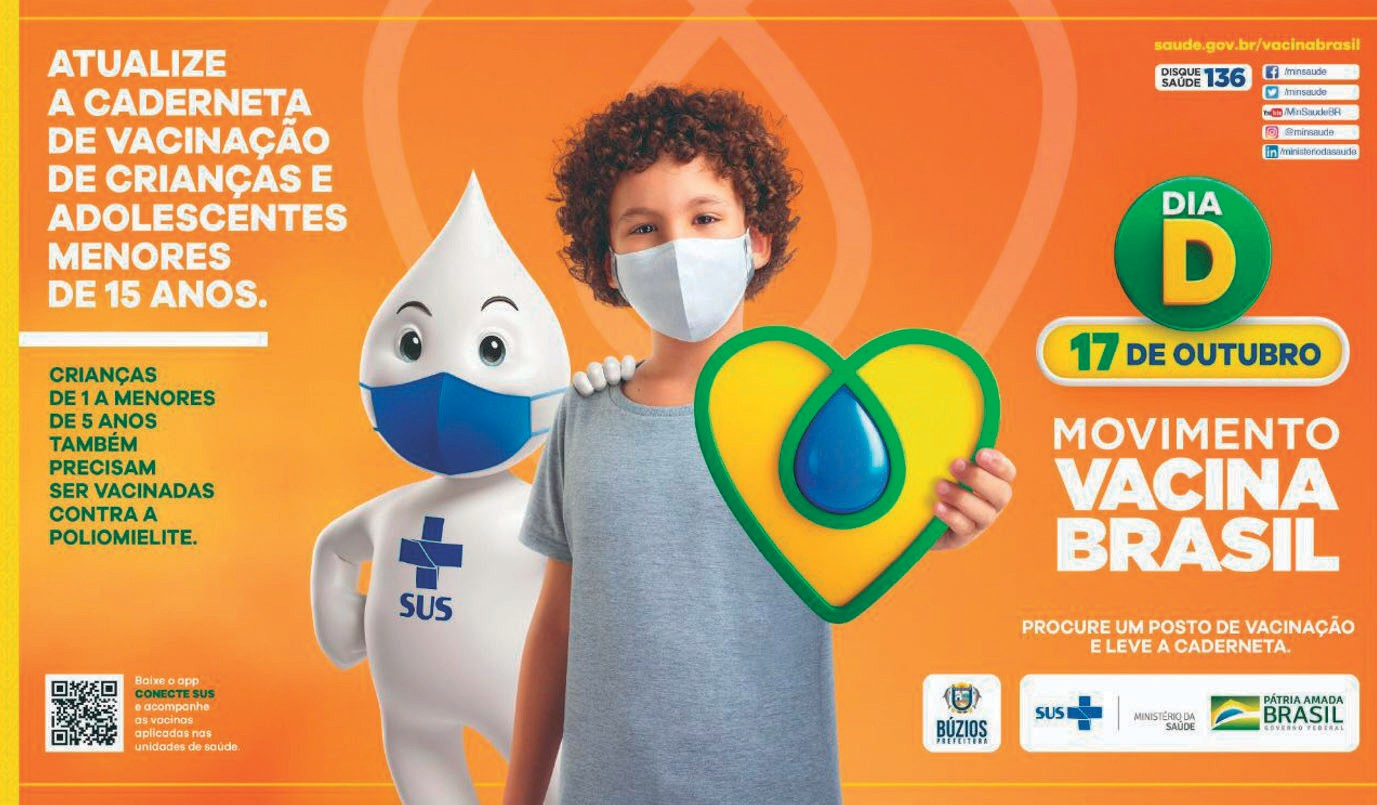 ATUALIZE
A CADERNETA
DE VACINAÇÃO
DE CRIANÇAS E
ADOLESCENTES
MENORES
DE 15 ANOS.
CRIANÇAS
DE 1 A MENORES
DE 5 ANOS
TAMBÉM
PRECISAM
SER VACINADAS
CONTRA A
POLIOMIELITE.
Baixe o app
CONECTE SUS
e acompanhe
as vacinas
aplicadas nas
unidades de saúde.
SUS
saude.gov.br/vacinabrasil
DISQUE
SAÚDE 136
/minsaude
/minsaude
YouTube /MinSaudeBR
@minsaude
/ministeriodasaude
DIA
D
17 DE OUTUBRO
MOVIMENTO
VACINA
BRASIL
PROCURE UM POSTO DE VACINAÇÃO
E LEVE A CADERNETA.
BÚZIOS
PREFEITURA
SUS
MINISTÉRIO DA
SAÚDE
PÁTRIA AMADA
BRASIL
GOVERNO FEDERAL